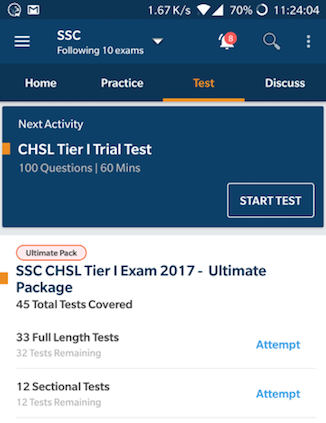 1.67 K/s 70% 11:24:04
SSC
Following 10 exams
8
Home Practice Test Discuss
Next Activity
CHSL Tier I Trial Test
100 Questions | 60 Mins
START TEST
Ultimate Pack
SSC CHSL Tier I Exam 2017 - Ultimate
Package
45 Total Tests Covered
33 Full Length Tests
32 Tests Remaining
Attempt
12 Sectional Tests
12 Tests Remaining
Attempt